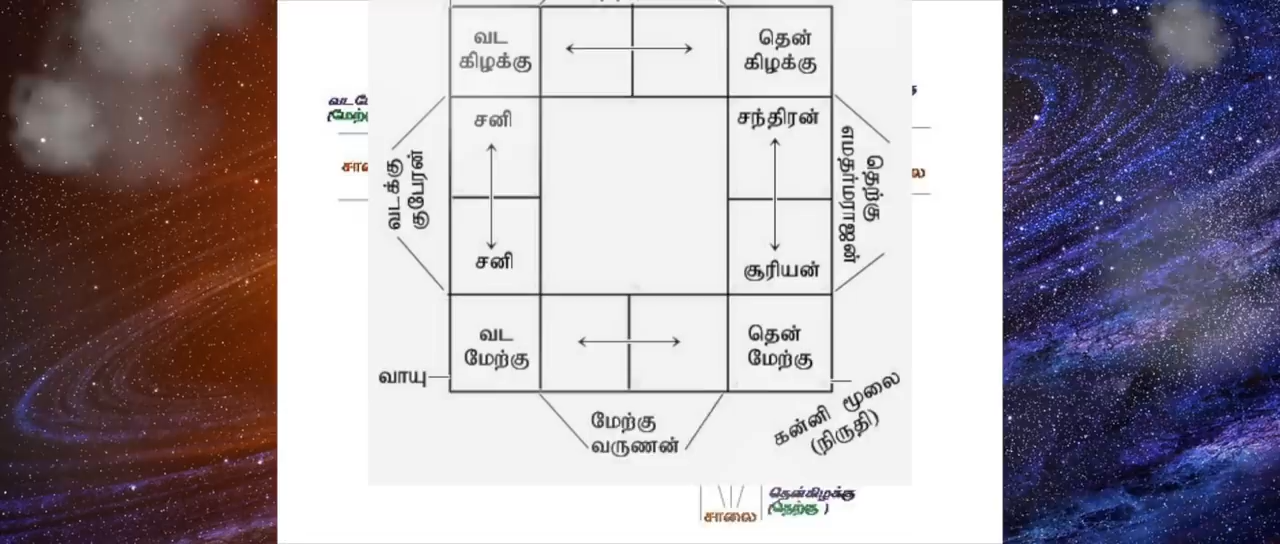 வட
கிழக்கு
தென்
கிழக்கு
சனி
சந்திரன்
வடக்கு
குபேரன்
தெற்கு
எமதர்மராஜன்
சனி
சூரியன்
வட
மேற்கு
தென்
மேற்கு
வாயு
மேற்கு
வருணன்
கன்னி மூலை
(நிருதி)
தென்கிழக்கு
(தெற்கு )
சாலை